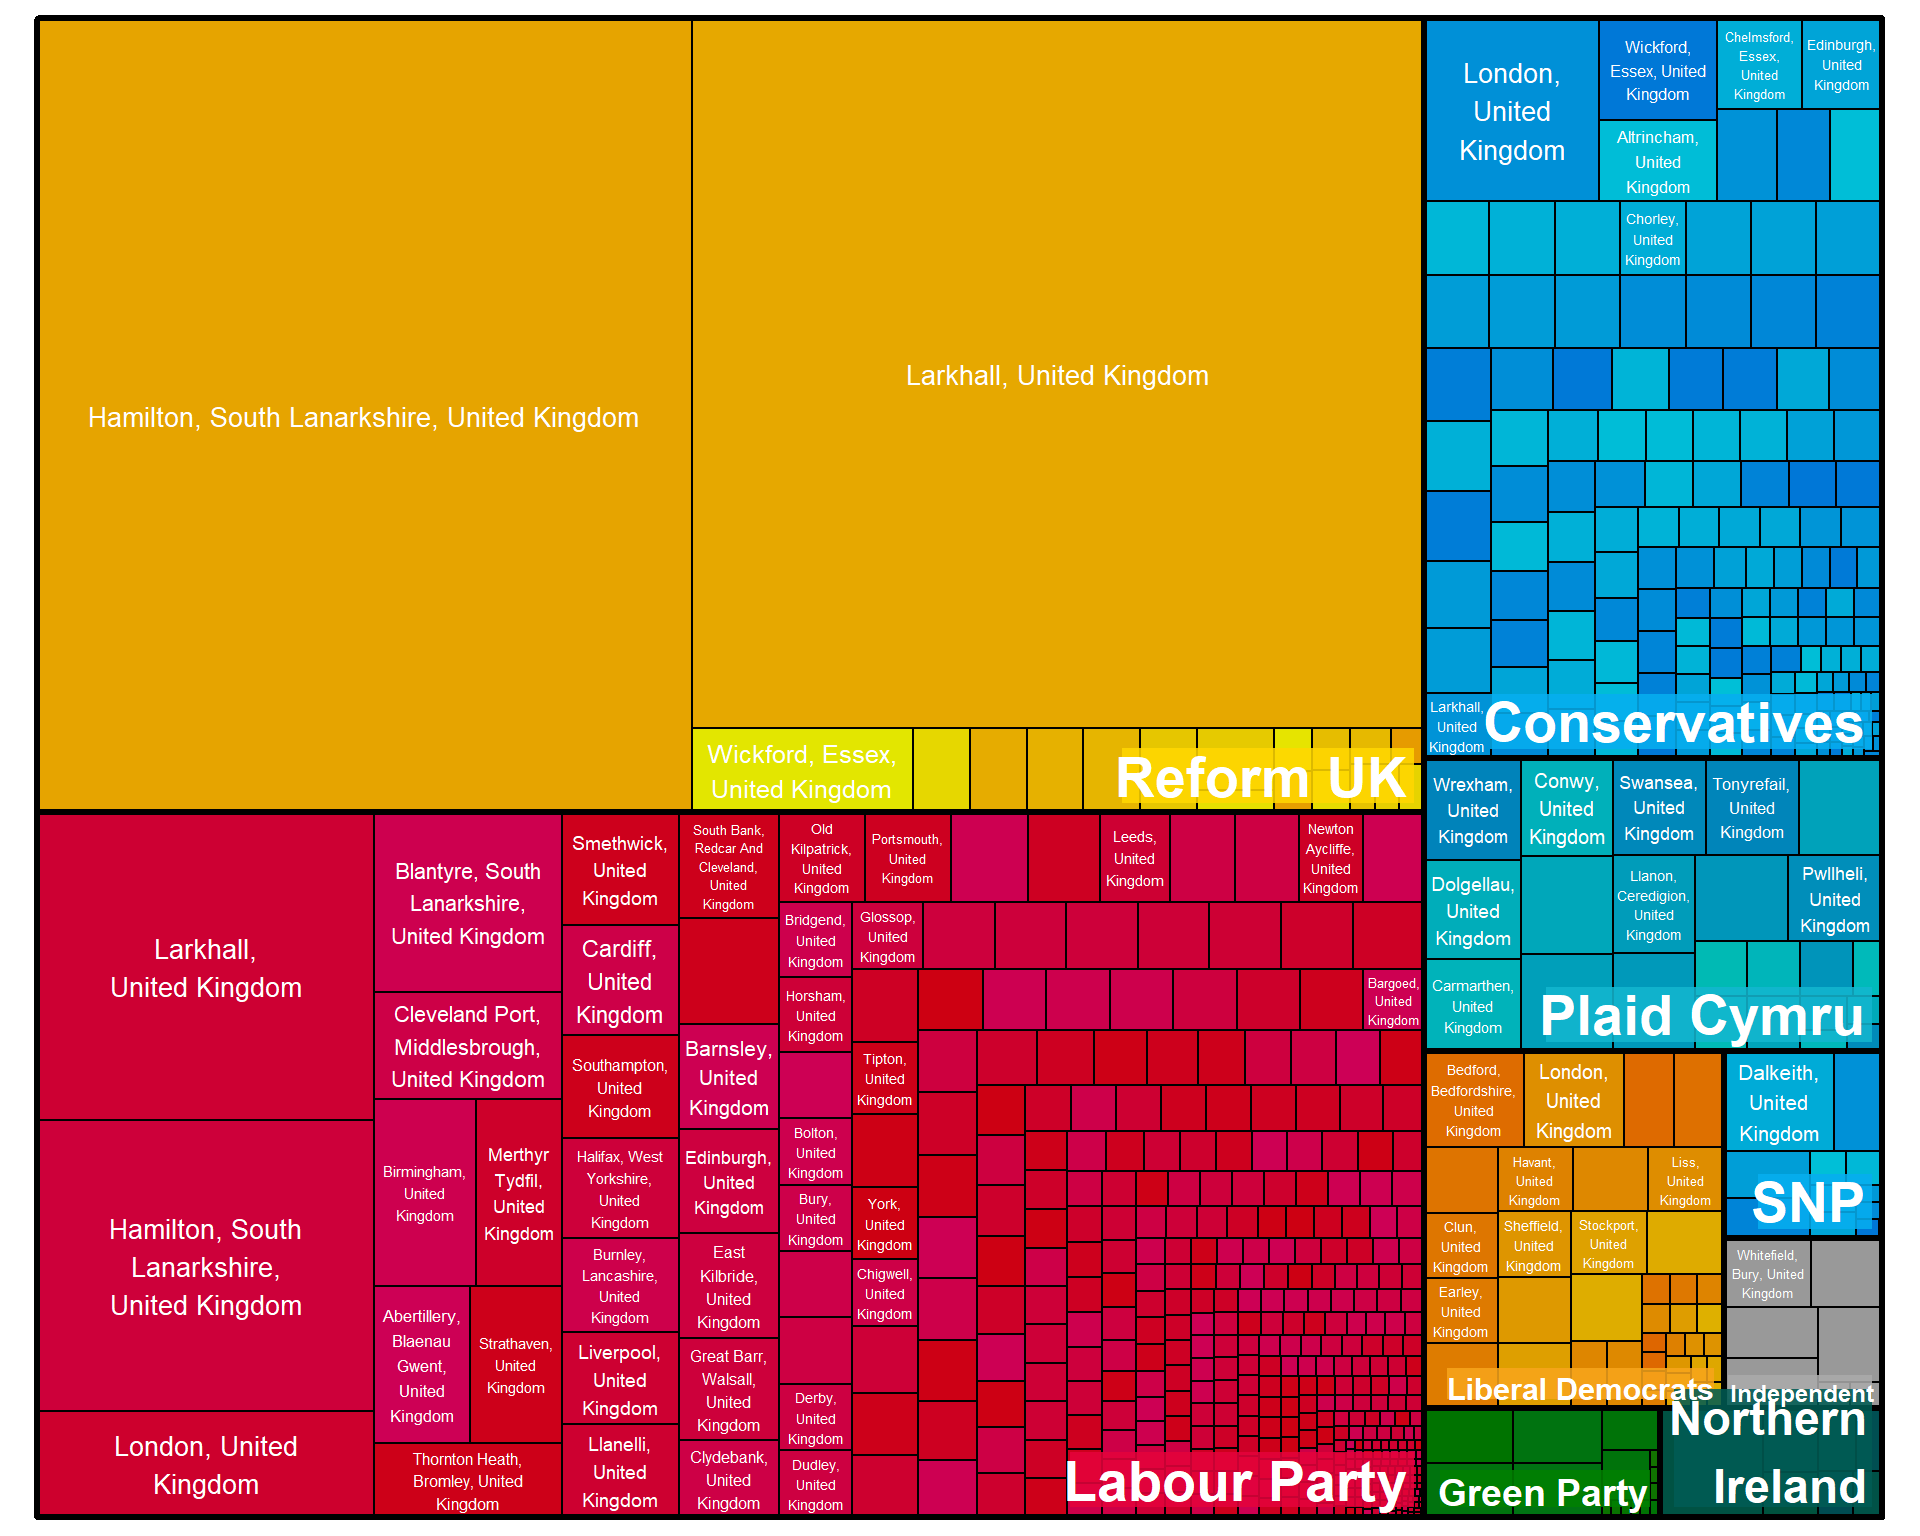 Hamilton, South Lanarkshire, United Kingdom
Larkhall, United Kingdom
Wickford, Essex,
United Kingdom
Reform UK
London,
United
Kingdom
Wickford,
Essex, United
Kingdom
Chelmsford,
Essex,
United
Kingdom
Edinburgh,
United
Kingdom
Altrincham,
United
Kingdom
Chorley,
United
Kingdom
Larkhall,
United
Kingdom
Conservatives
Larkhall,
United Kingdom
Hamilton, South
Lanarkshire,
United Kingdom
London, United
Kingdom
Blantyre, South
Lanarkshire,
United Kingdom
Cleveland Port,
Middlesbrough,
United Kingdom
Birmingham,
United
Kingdom
Merthyr
Tydfil,
United
Kingdom
Abertillery,
Blaenau
Gwent,
United
Kingdom
Strathaven,
United
Kingdom
Thornton Heath,
Bromley, United
Kingdom
Smethwick,
United
Kingdom
Cardiff,
United
Kingdom
Southampton,
United
Kingdom
Halifax, West
Yorkshire,
United
Kingdom
Burnley,
Lancashire,
United
Kingdom
Liverpool,
United
Kingdom
Llanelli,
United
Kingdom
South Bank,
Redcar And
Cleveland,
United
Kingdom
Barnsley,
United
Kingdom
Edinburgh,
United
Kingdom
East
Kilbride,
United
Kingdom
Great Barr,
Walsall,
United
Kingdom
Clydebank,
United
Kingdom
Old
Kilpatrick,
United
Kingdom
Bridgend,
United
Kingdom
Horsham,
United
Kingdom
Bolton,
United
Kingdom
Bury,
United
Kingdom
Derby,
United
Kingdom
Dudley,
United
Kingdom
Portsmouth,
United
Kingdom
Glossop,
United
Kingdom
Tipton,
United
Kingdom
York,
United
Kingdom
Chigwell,
United
Kingdom
Leeds,
United
Kingdom
Newton
Aycliffe,
United
Kingdom
Bargoed,
United
Kingdom
Labour Party
Wrexham,
United
Kingdom
Conwy,
United
Kingdom
Swansea,
United
Kingdom
Tonyrefail,
United
Kingdom
Dolgellau,
United
Kingdom
Llanon,
Ceredigion,
United
Kingdom
Pwllheli,
United
Kingdom
Carmarthen,
United
Kingdom
Plaid Cymru
Bedford,
Bedfordshire,
United
Kingdom
London,
United
Kingdom
Havant,
United
Kingdom
Liss,
United
Kingdom
Clun,
United
Kingdom
Sheffield,
United
Kingdom
Stockport,
United
Kingdom
Earley,
United
Kingdom
Liberal Democrats
Dalkeith,
United
Kingdom
SNP
Whitefield,
Bury, United
Kingdom
Independent
Green Party
Northern
Ireland